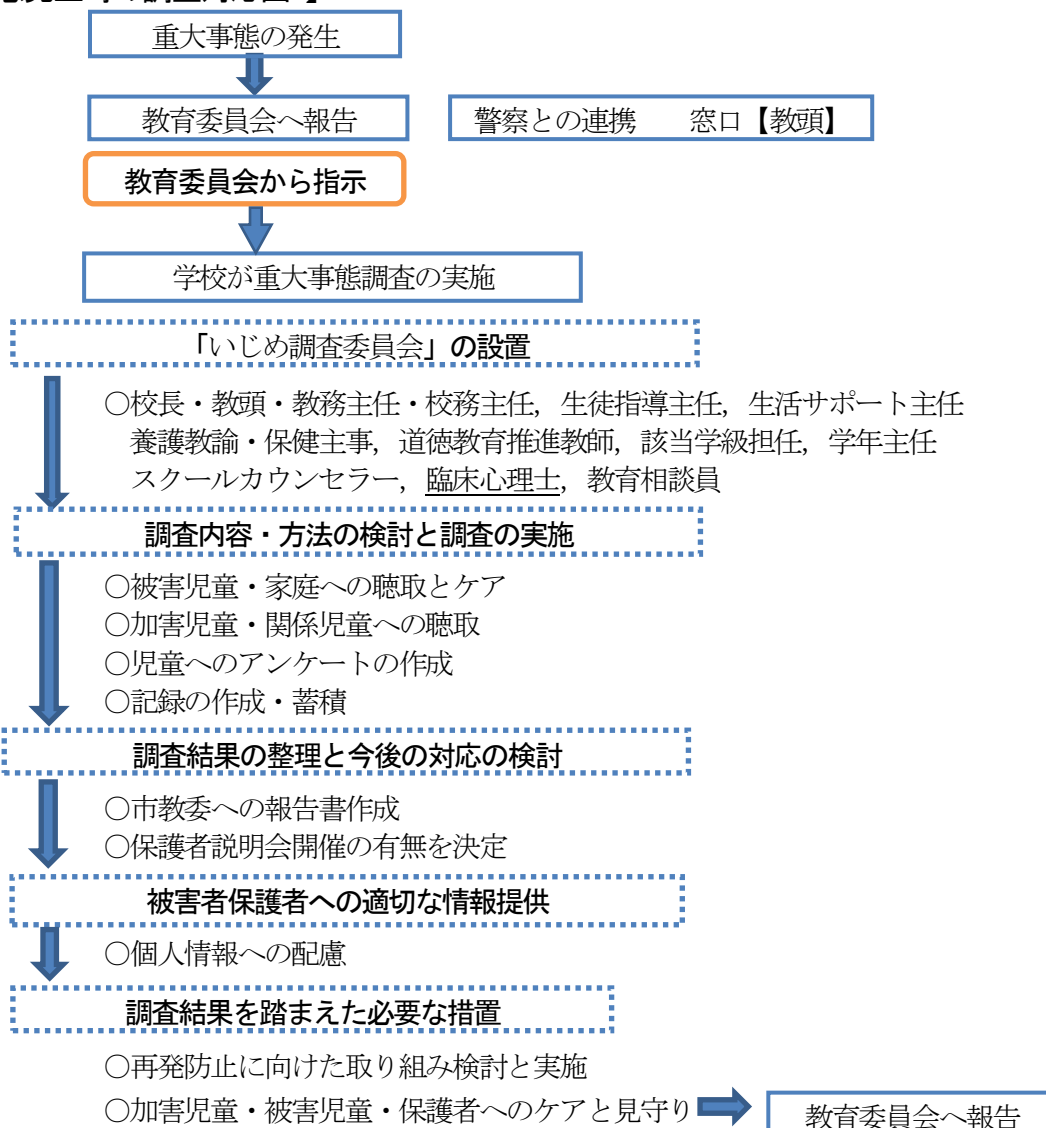 重大事態の発生
教育委員会へ報告
警察との連携　　窓口【教頭】
教育委員会から指示
学校が重大事態調査の実施
「いじめ調査委員会」の設置
○校長・教頭・教務主任・校務主任，生徒指導主任，生活サポート主任
養護教諭・保健主事，道徳教育推進教師，該当学級担任，学年主任
スクールカウンセラー，臨床心理士，教育相談員
調査内容・方法の検討と調査の実施
○被害児童・家庭への聴取とケア
○加害児童・関係児童への聴取
○児童へのアンケートの作成
○記録の作成・蓄積
調査結果の整理と今後の対応の検討
○市教委への報告書作成
○保護者説明会開催の有無を決定
被害者保護者への適切な情報提供
○個人情報への配慮
調査結果を踏まえた必要な措置
○再発防止に向けた取り組み検討と実施
○加害児童・被害児童・保護者へのケアと見守り
教育委員会へ報告